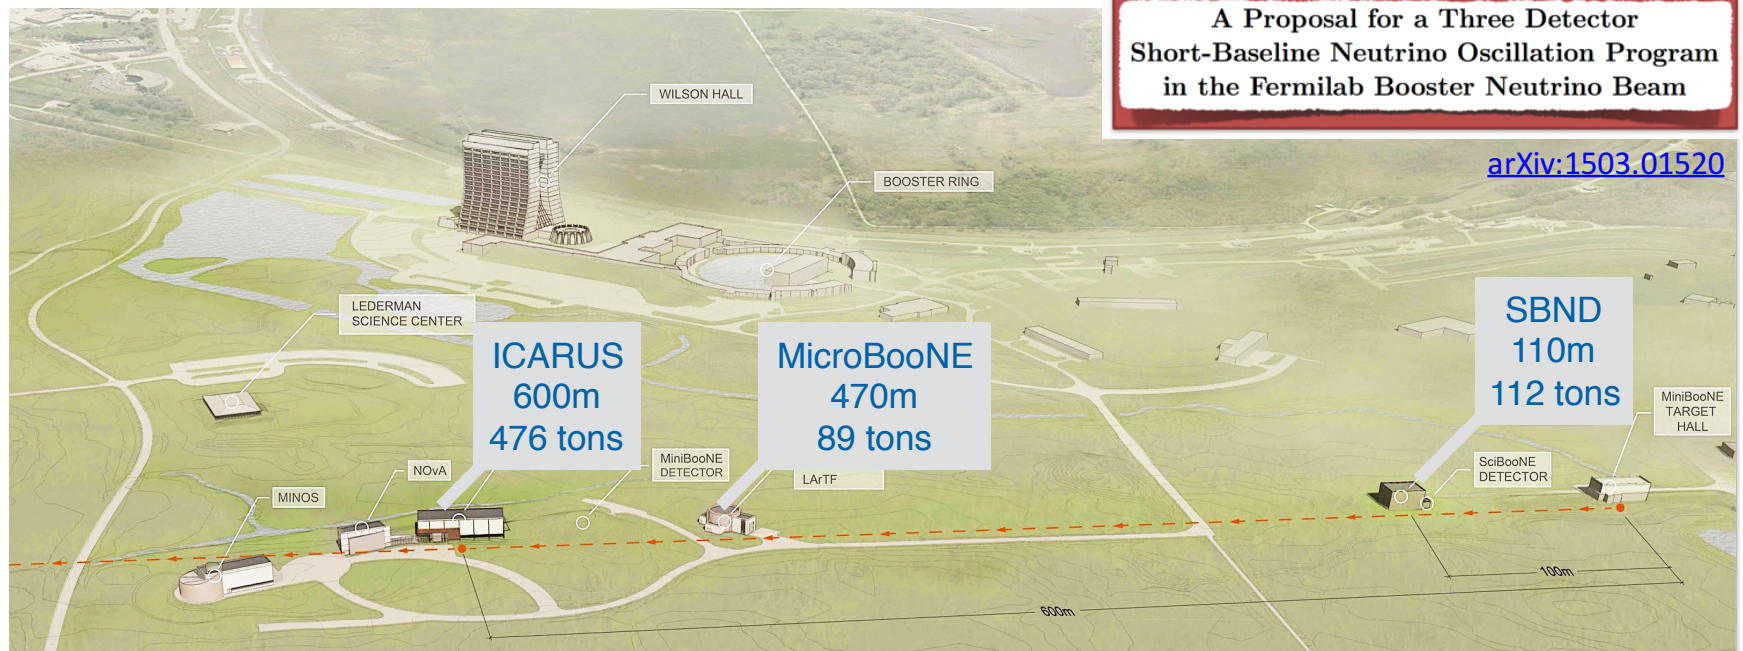 A Proposal for a Three Detector
Short-Baseline Neutrino Oscillation Program
in the Fermilab Booster Neutrino Beam
arXiv:1503.01520
WILSON HALL
BOOSTER RING
LEDERMAN
SCIENCE CENTER
ICARUS
600m
476 tons
MicroBooNE
470m
89 tons
SBND
110m
112 tons
MiniBooNE
TARGET
HALL
NOvA
MiniBooNE
DETECTOR
LArTF
SciBooNE
DETECTOR
MINOS
100m
600m